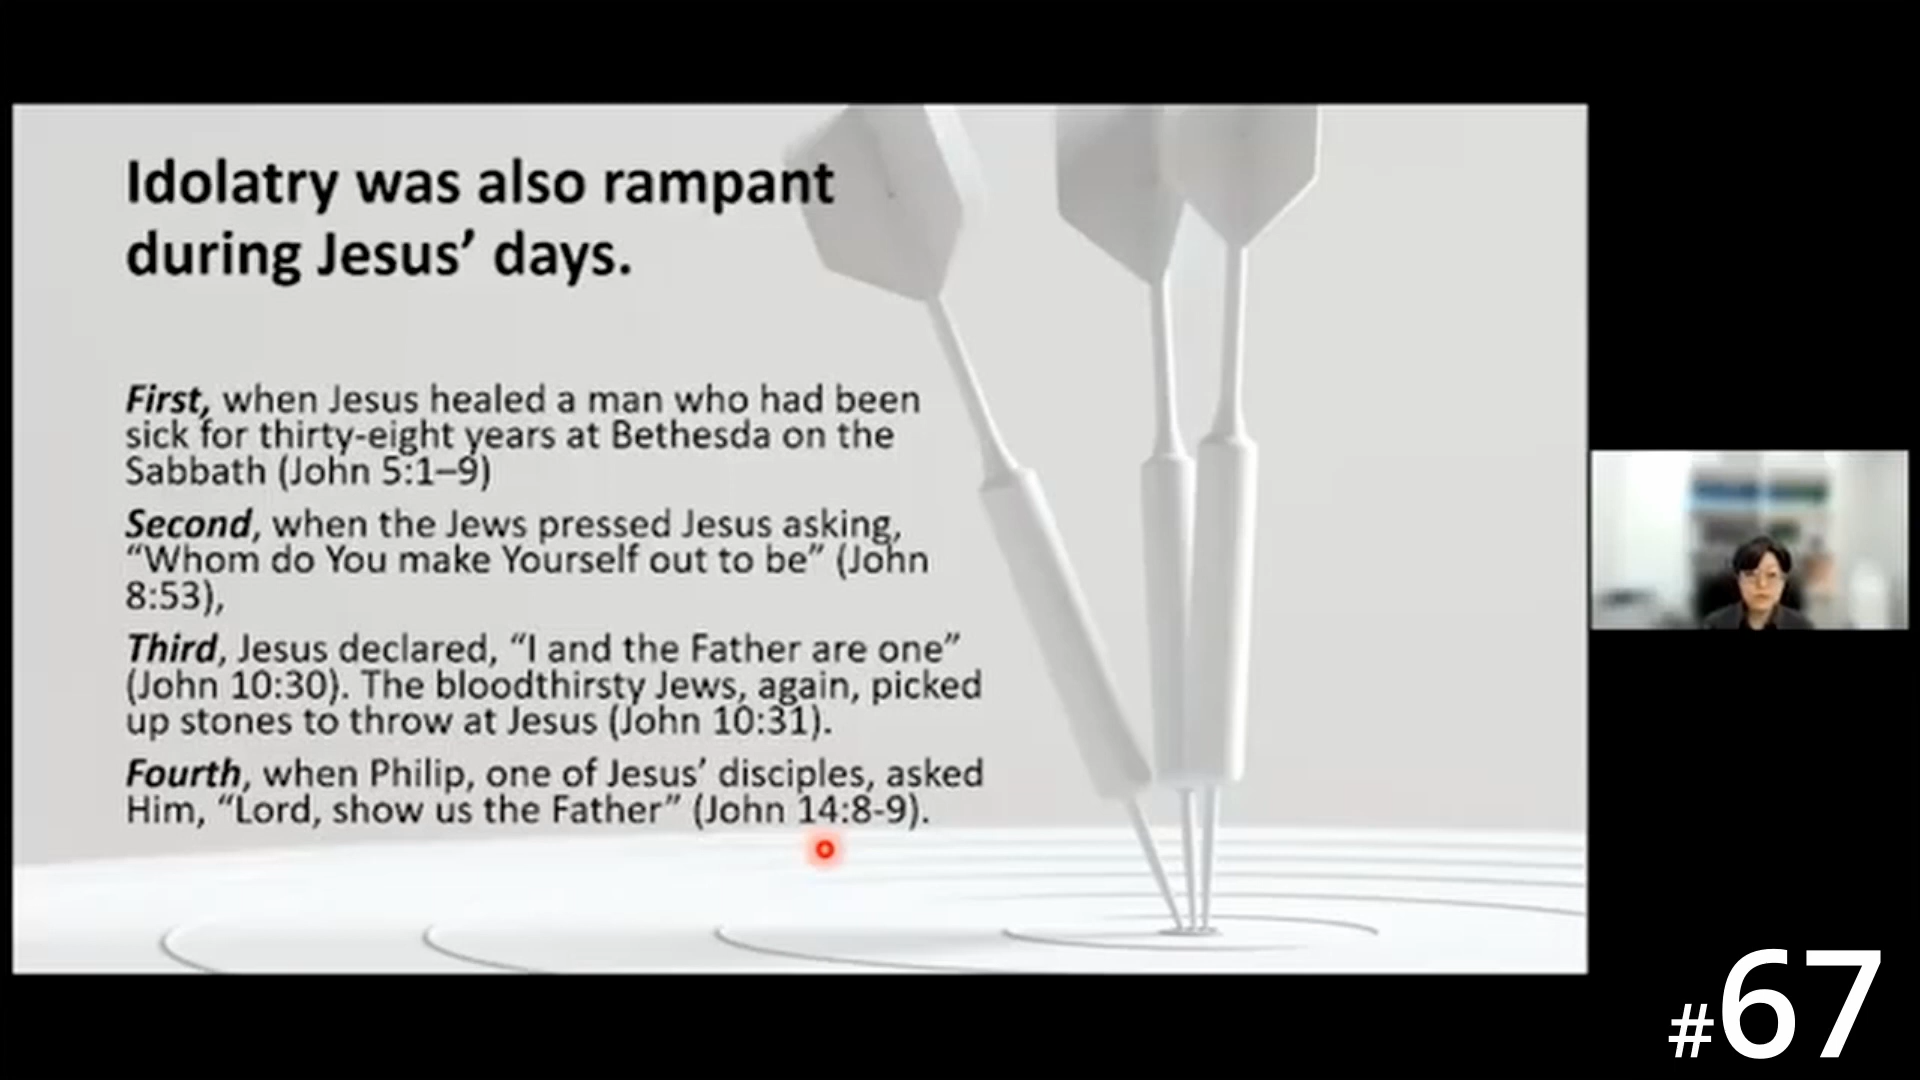 Idolatry was also rampant
during Jesus’ days.
First, when Jesus healed a man who had been
sick for thirty-eight years at Bethesda on the
Sabbath (John 5:1–9)
Second, when the Jews pressed Jesus asking,
“Whom do You make Yourself out to be” (John
8:53),
Third, Jesus declared, “I and the Father are one”
(John 10:30). The bloodthirsty Jews, again, picked
up stones to throw at Jesus (John 10:31).
Fourth, when Philip, one of Jesus’ disciples, asked
Him, “Lord, show us the Father” (John 14:8-9).
#67